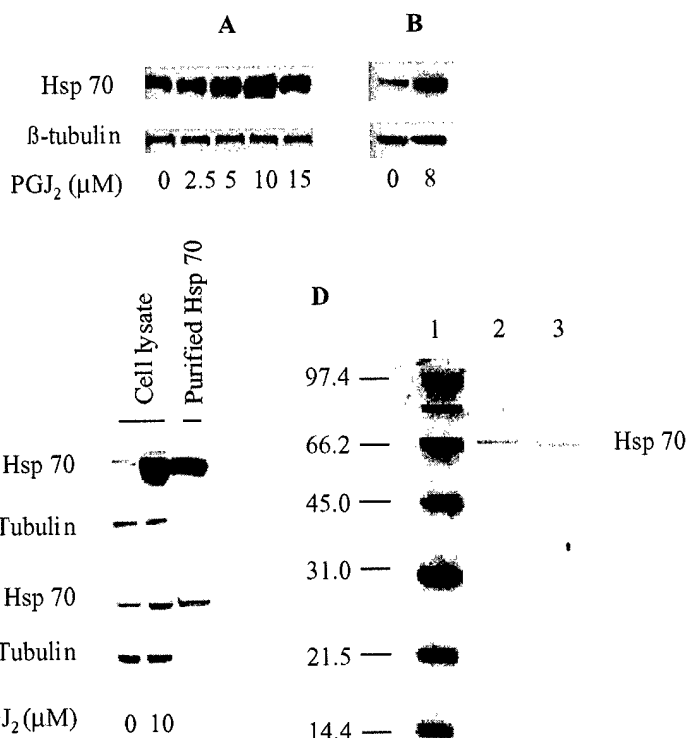 A
B
Hsp 70
ß-tubulin
PGJ₂ (µM) 0 2.5 5 10 15
0 8
Cell lysate
Purified Hsp 70
Hsp 70
Tubulin
Hsp 70
Tubulin
J₂ (µM) 0 10
D
1 2 3
97.4
66.2
45.0
31.0
21.5
14.4
Hsp 70